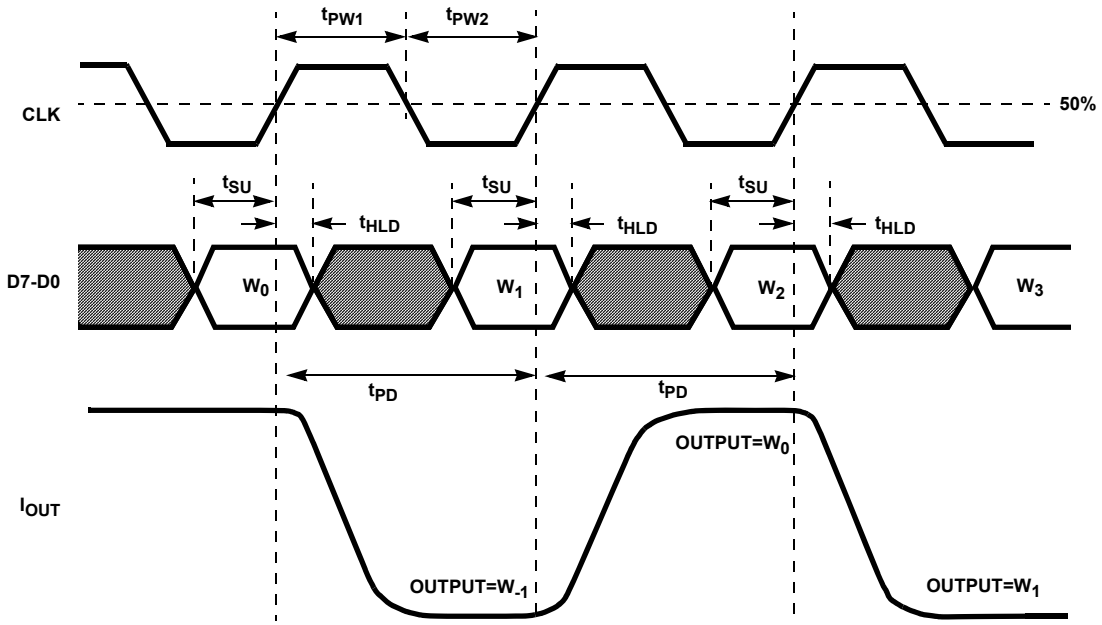 tPW1 tPW2
CLK
50%
tSU tSU tSU
tHLD tHLD tHLD
D7-D0
W0 W1 W2 W3
tPD tPD
OUTPUT=W0
IOUT
OUTPUT=W-1 OUTPUT=W1